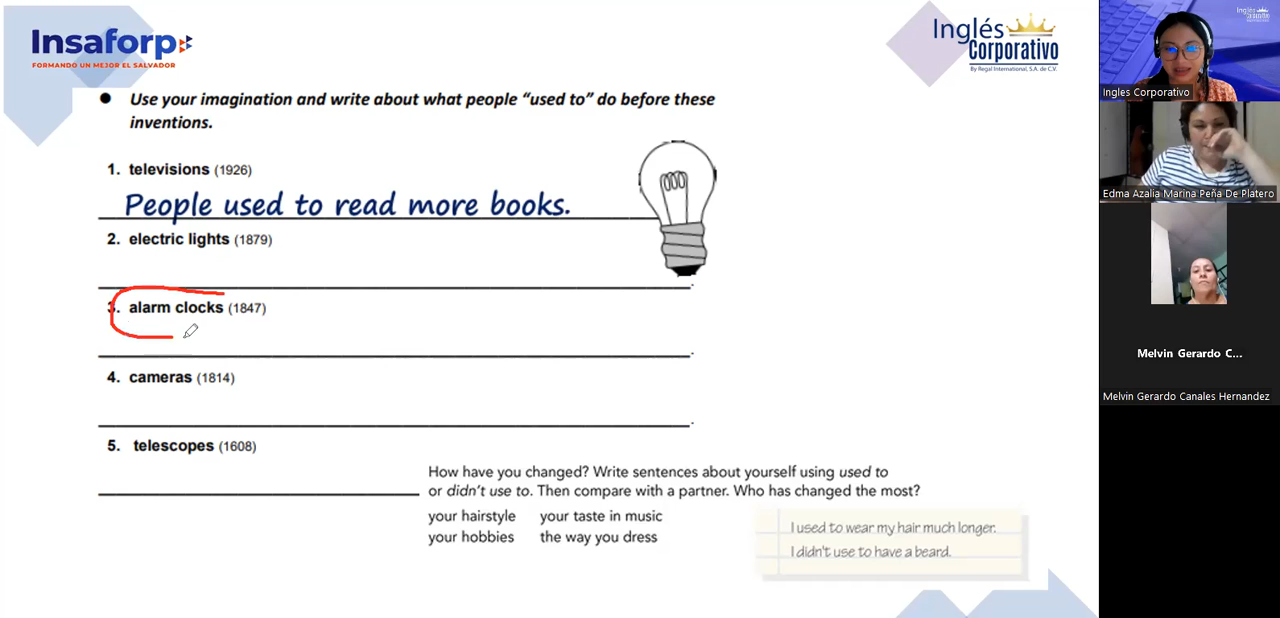 Insaforp
FORMANDO UN MEJOR EL SALVADOR
Inglés
Corporativo
By Regal International, S.A. de C.V.
● Use your imagination and write about what people “used to” do before these
inventions.
1. televisions (1926)
People used to read more books.
2. electric lights (1879)
3. alarm clocks (1847)
4. cameras (1814)
5. telescopes (1608)
How have you changed? Write sentences about yourself using used to
or didn’t use to. Then compare with a partner. Who has changed the most?
your hairstyle your taste in music
your hobbies the way you dress
I used to wear my hair much longer.
I didn't use to have a beard.
Inglés
Ingles Corporativo
Edma Azalia Marina Peña De Platero
Melvin Gerardo C...
Melvin Gerardo Canales Hernandez